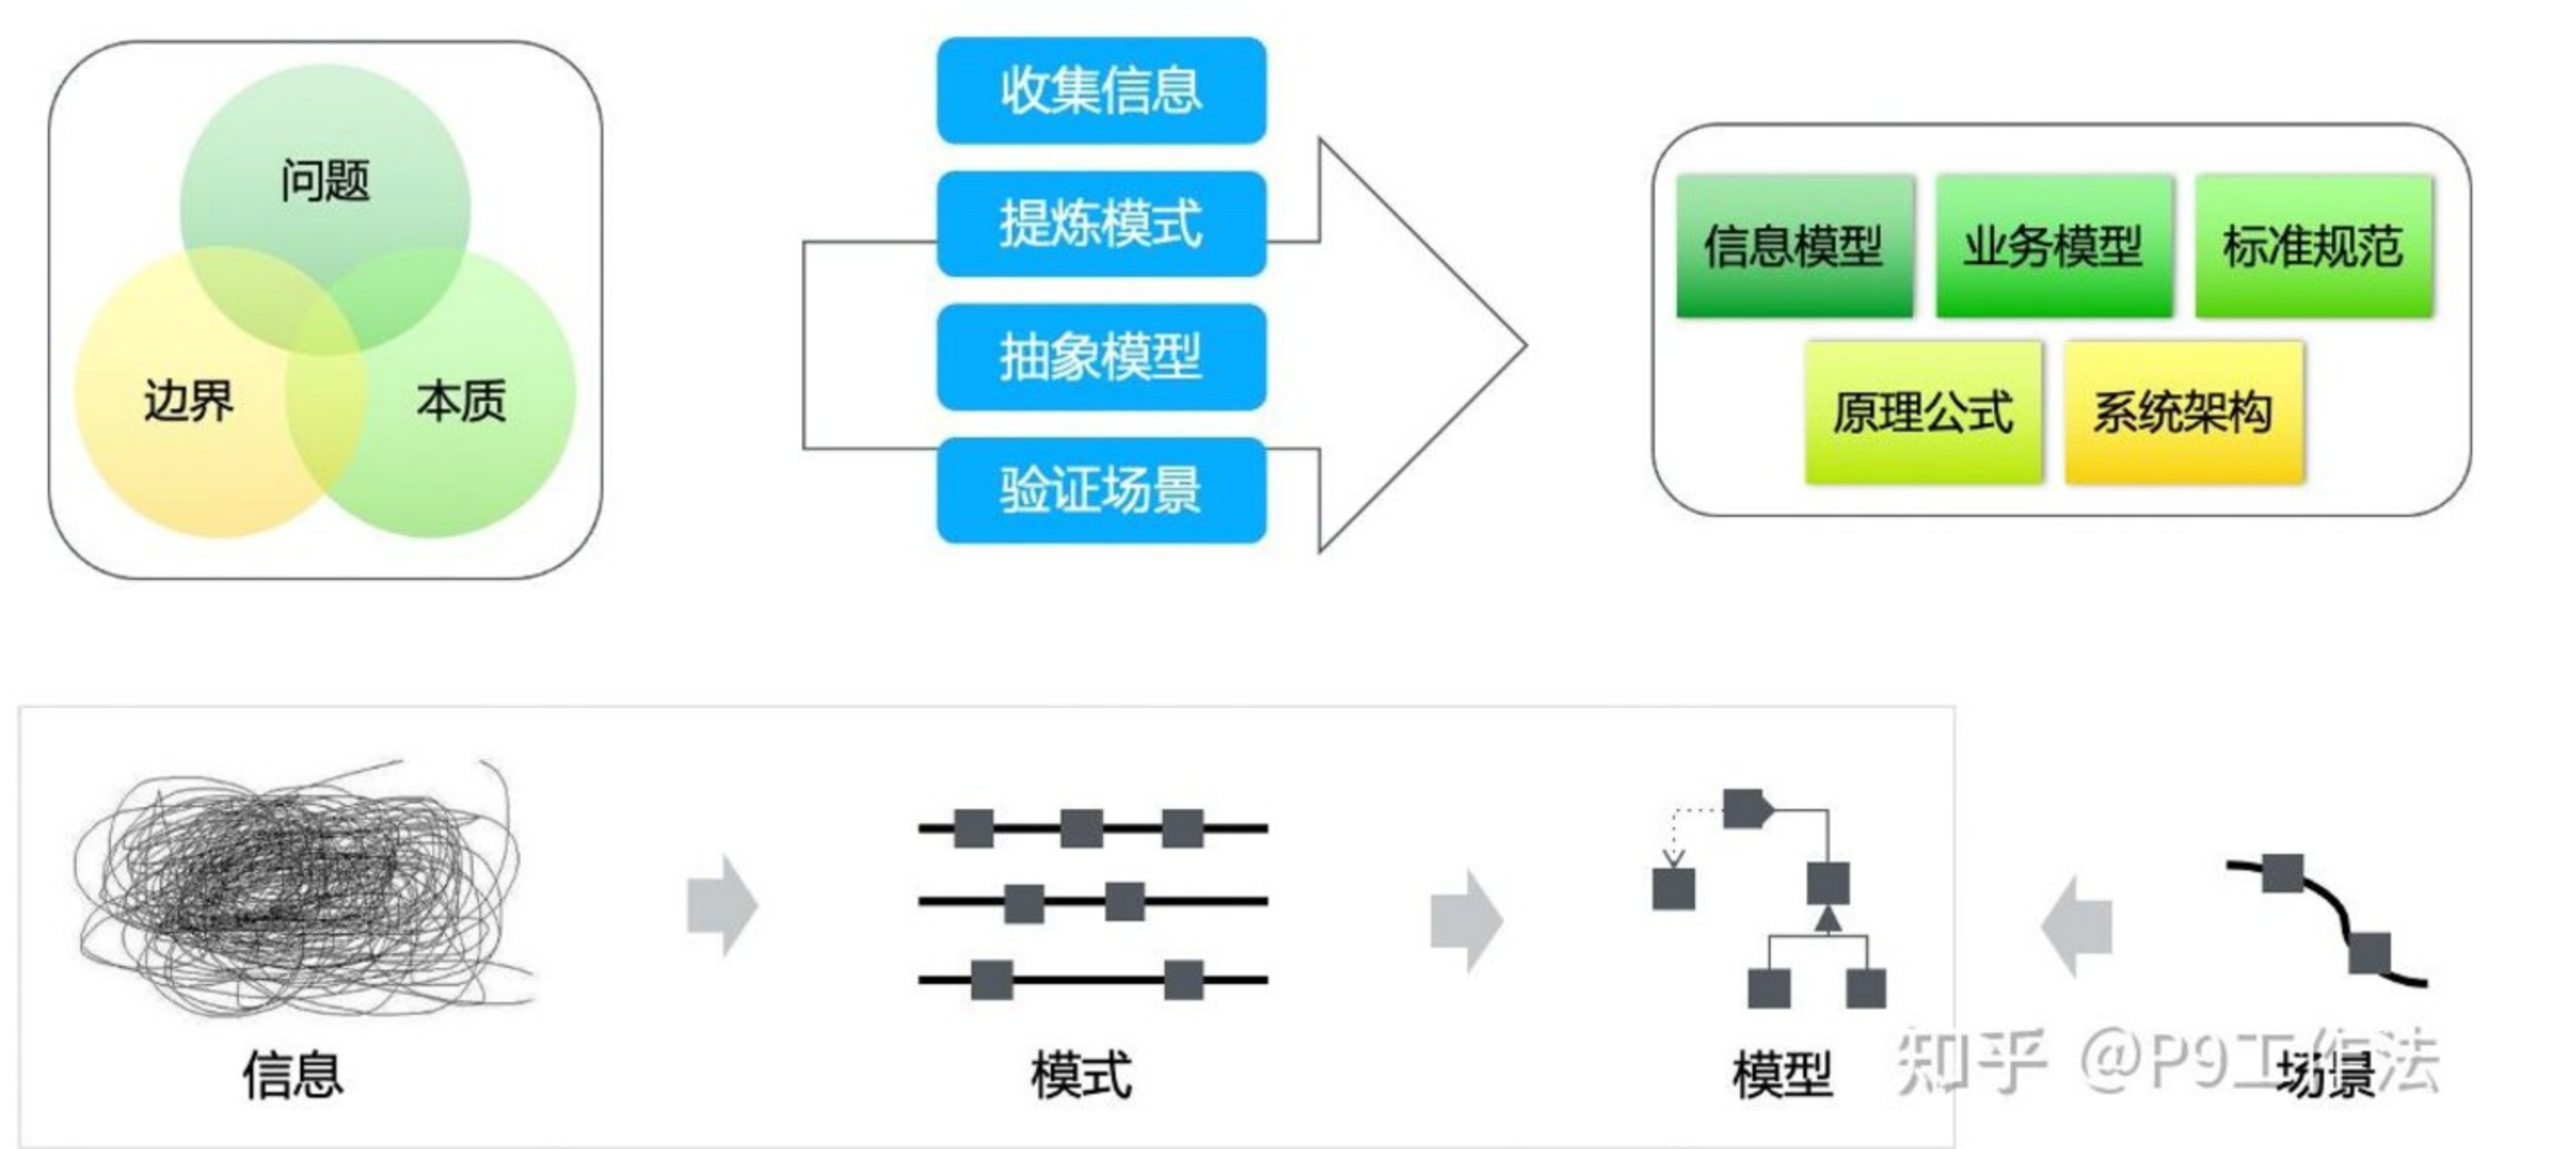 问题
边界
本质
收集信息
提炼模式
抽象模型
验证场景
信息模型
业务模型
标准规范
原理公式
系统架构
信息
模式
模型
场景
知乎 @P9工作法